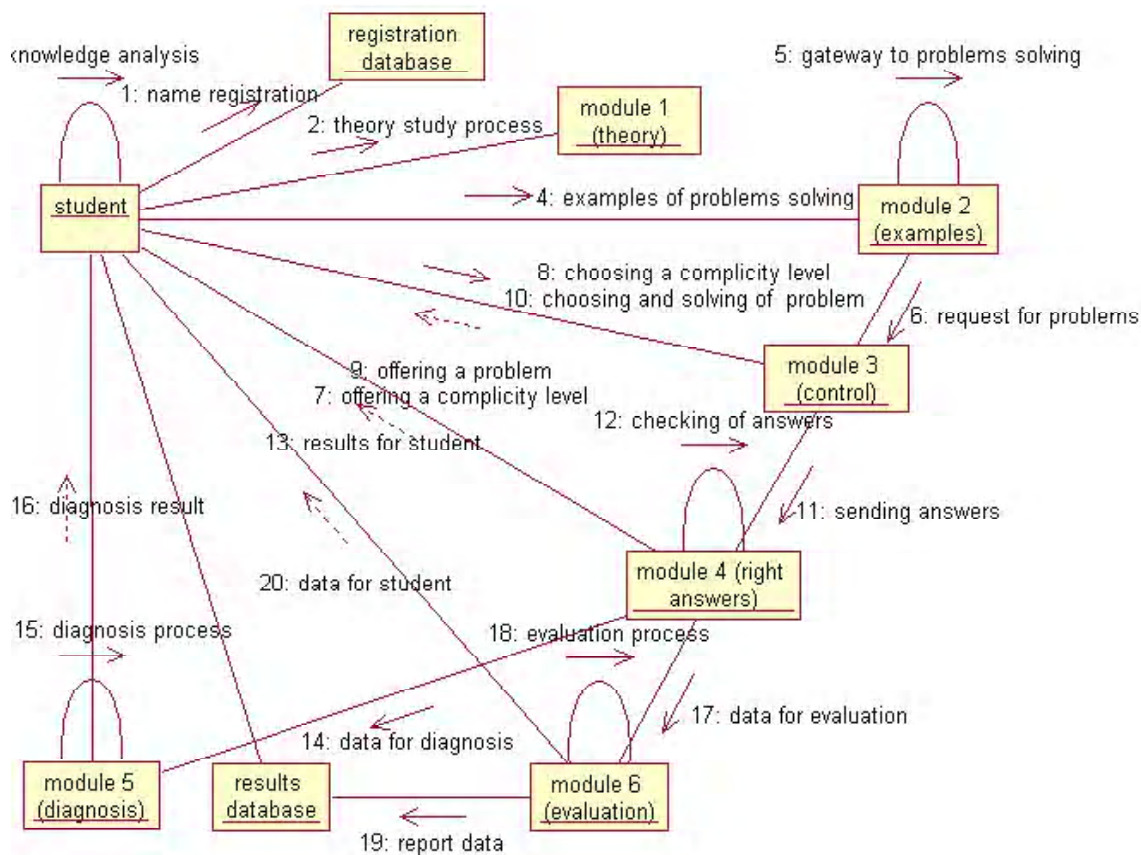 registration
database
knowledge analysis
5: gateway to problems solving
1: name registration
module 1
(theory)
2: theory study process
student
4: examples of problems solving
module 2
(examples)
8: choosing a complicity level
10: choosing and solving of problem
6: request for problems
module 3
(control)
9: offering a problem
7: offering a complicity level
12: checking of answers
13: results for student
16: diagnosis result
11: sending answers
module 4 (right
answers)
20: data for student
15: diagnosis process
18: evaluation process
17: data for evaluation
14: data for diagnosis
module 5
(diagnosis)
results
database
module 6
(evaluation)
19: report data